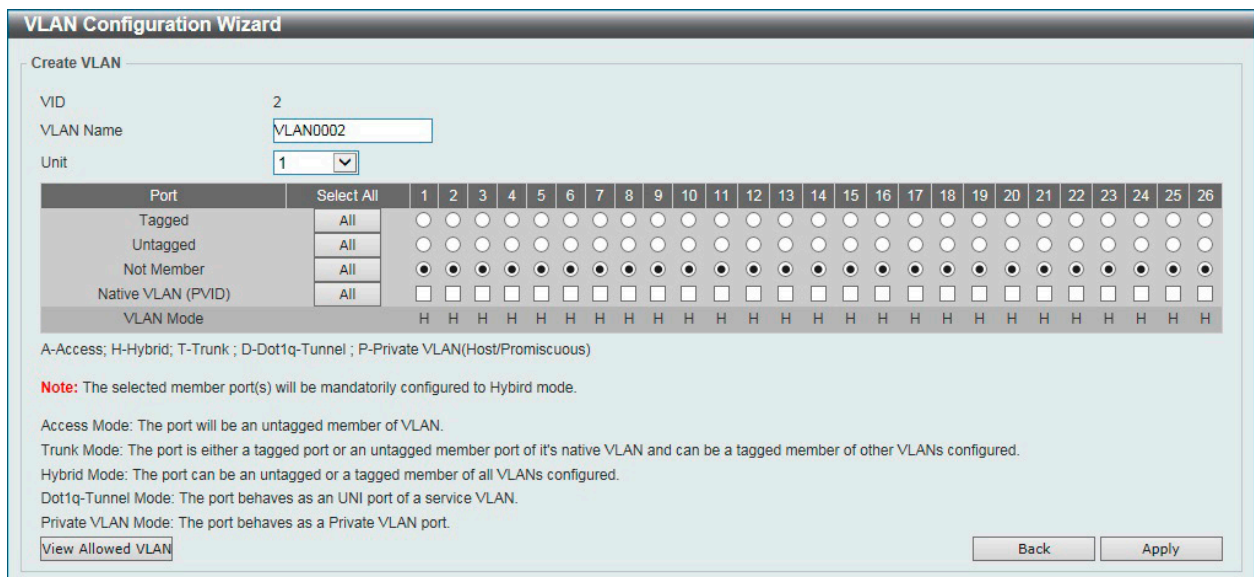 VLAN Configuration Wizard
Create VLAN
VID 2
VLAN Name VLAN0002
Unit 1
Port Select All 1 2 3 4 5 6 7 8 9 10 11 12 13 14 15 16 17 18 19 20 21 22 23 24 25 26
Tagged All
Untagged All
Not Member All
Native VLAN (PVID) All
VLAN Mode H H H H H H H H H H H H H H H H H H H H H H H H H H
A-Access; H-Hybrid; T-Trunk ; D-Dot1q-Tunnel ; P-Private VLAN(Host/Promiscuous)
Note: The selected member port(s) will be mandatorily configured to Hybird mode.
Access Mode: The port will be an untagged member of VLAN.
Trunk Mode: The port is either a tagged port or an untagged member port of it's native VLAN and can be a tagged member of other VLANs configured.
Hybrid Mode: The port can be an untagged or a tagged member of all VLANs configured.
Dot1q-Tunnel Mode: The port behaves as an UNI port of a service VLAN.
Private VLAN Mode: The port behaves as a Private VLAN port.
View Allowed VLAN Back Apply